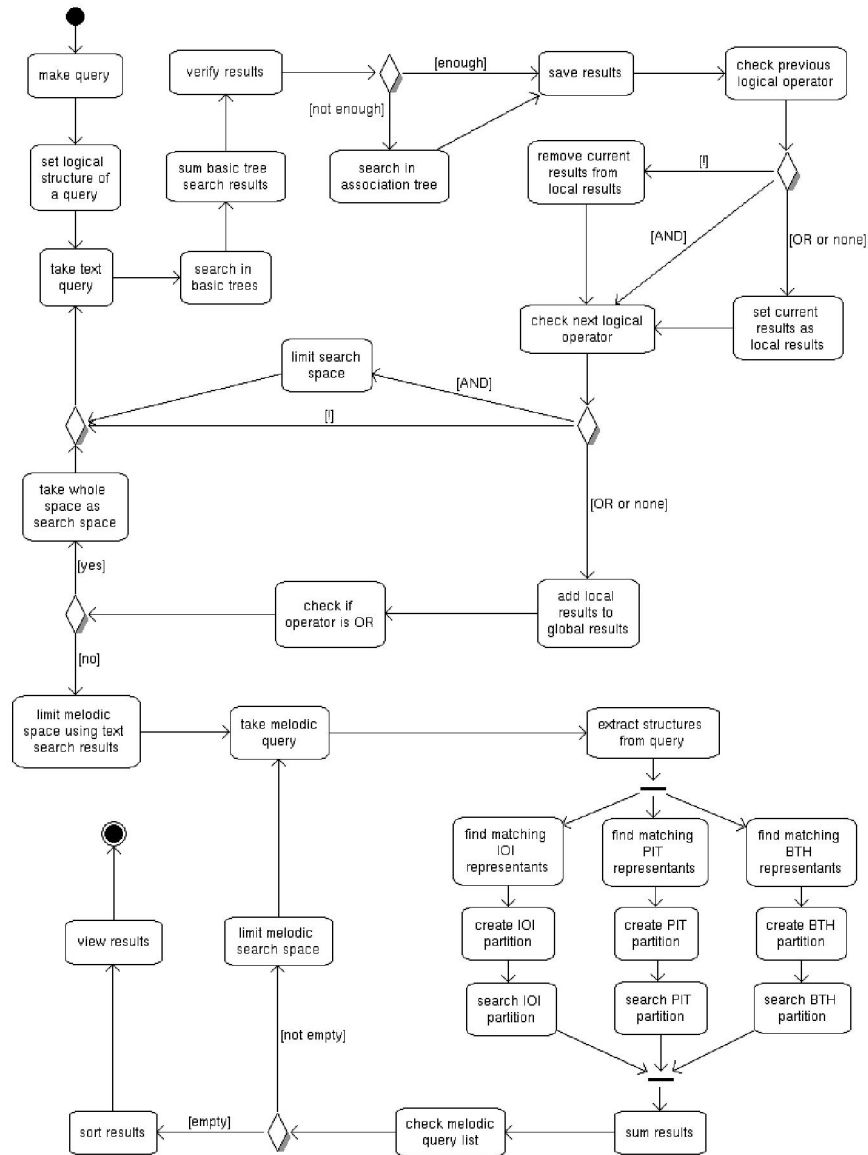 make query
set logical
structure of
a query
take text
query
search in
basic trees
sum basic tree
search results
verify results
[enough]
[not enough]
search in
association tree
save results
check previous
logical operator
[!]
[AND]
[OR or none]
remove current
results from
local results
set current
results as
local results
check next logical
operator
[AND]
[!]
[OR or none]
limit search
space
take whole
space as
search space
[yes]
[no]
check if
operator is OR
add local
results to
global results
limit melodic
space using text
search results
take melodic
query
extract structures
from query
find matching
IOI
representants
find matching
PIT
representants
find matching
BTH
representants
create IOI
partition
create PIT
partition
create BTH
partition
search IOI
partition
search PIT
partition
search BTH
partition
sum results
check melodic
query list
[not empty]
[empty]
limit melodic
search space
sort results
view results